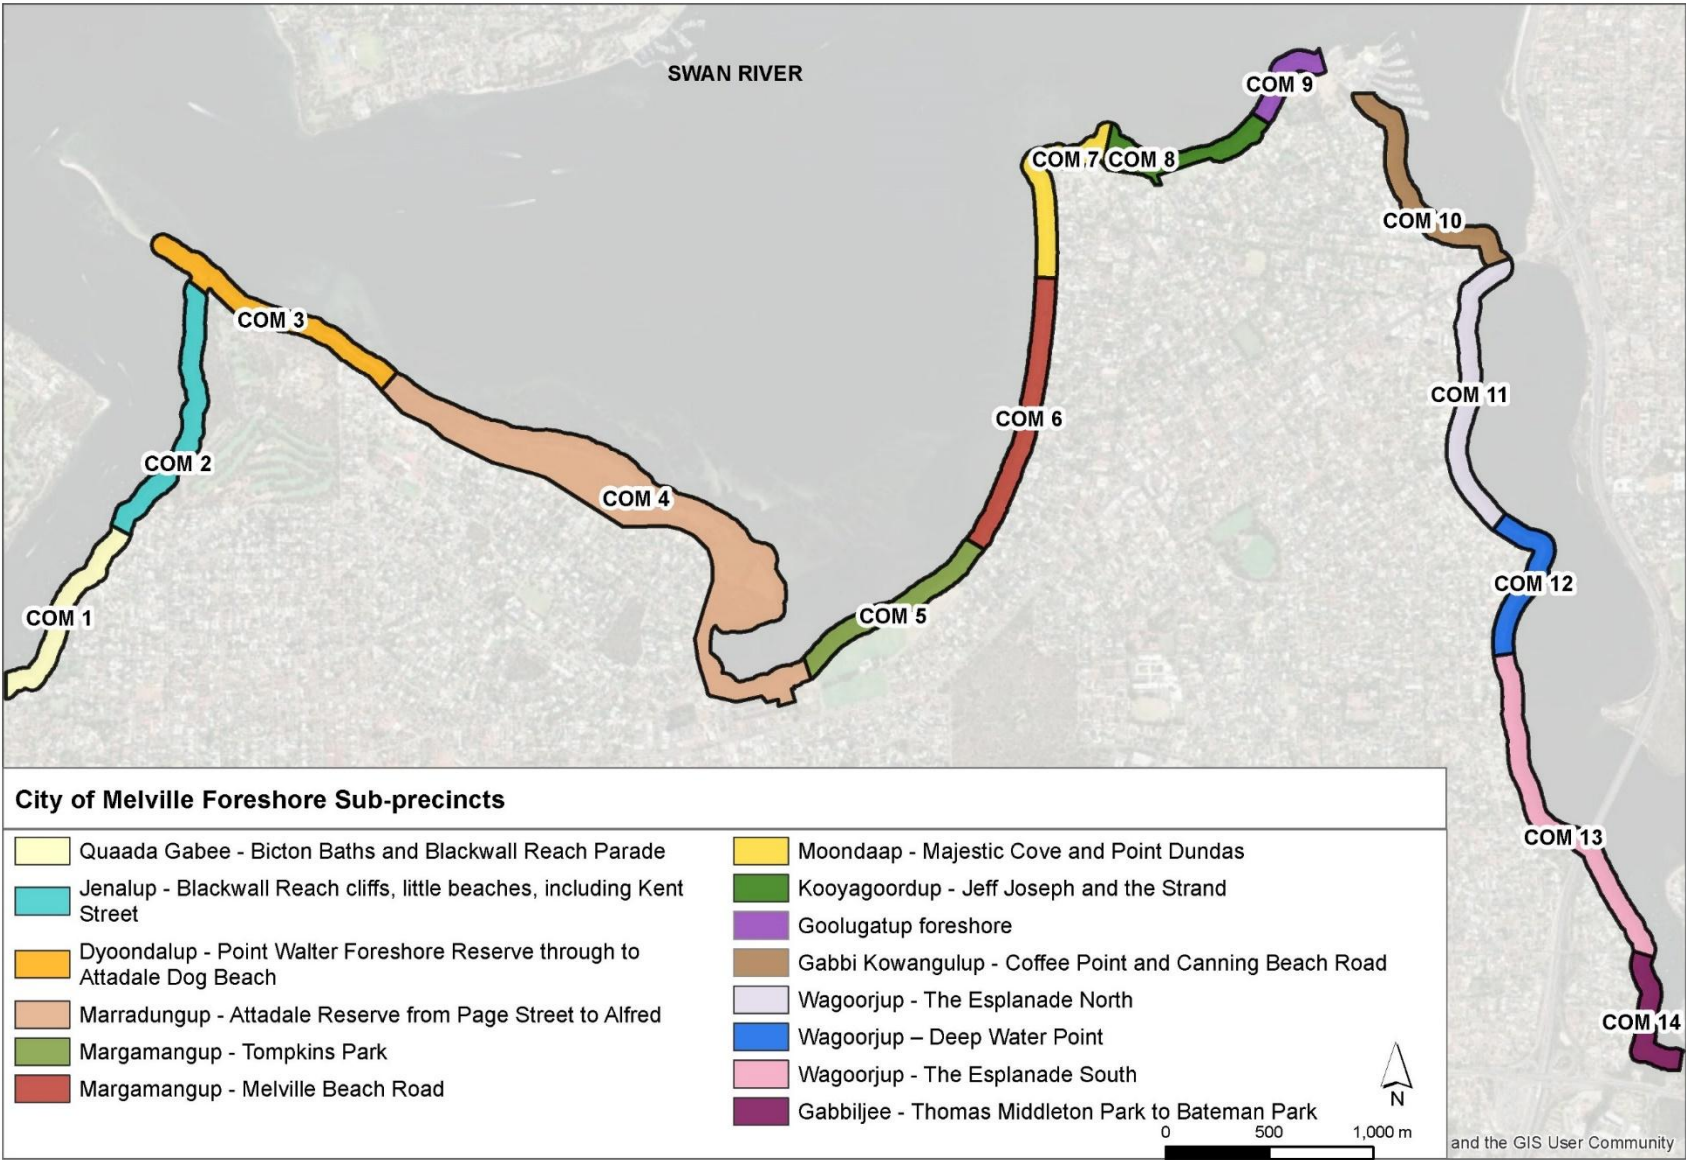 SWAN RIVER
COM 9
COM 7
COM 8
COM 10
COM 3
COM 11
COM 6
COM 2
COM 4
COM 12
COM 5
COM 1
COM 13
COM 14
City of Melville Foreshore Sub-precincts
Quaada Gabee - Bicton Baths and Blackwall Reach Parade
Jenalup - Blackwall Reach cliffs, little beaches, including Kent
Street
Dyoondalup - Point Walter Foreshore Reserve through to
Attadale Dog Beach
Marradungup - Attadale Reserve from Page Street to Alfred
Margamangup - Tompkins Park
Margamangup - Melville Beach Road
Moondaap - Majestic Cove and Point Dundas
Kooyagoordup - Jeff Joseph and the Strand
Goolugatup foreshore
Gabbi Kowangulup - Coffee Point and Canning Beach Road
Wagoorjup - The Esplanade North
Wagoorjup – Deep Water Point
Wagoorjup - The Esplanade South
Gabbiljee - Thomas Middleton Park to Bateman Park
N
0 500 1,000 m
and the GIS User Community